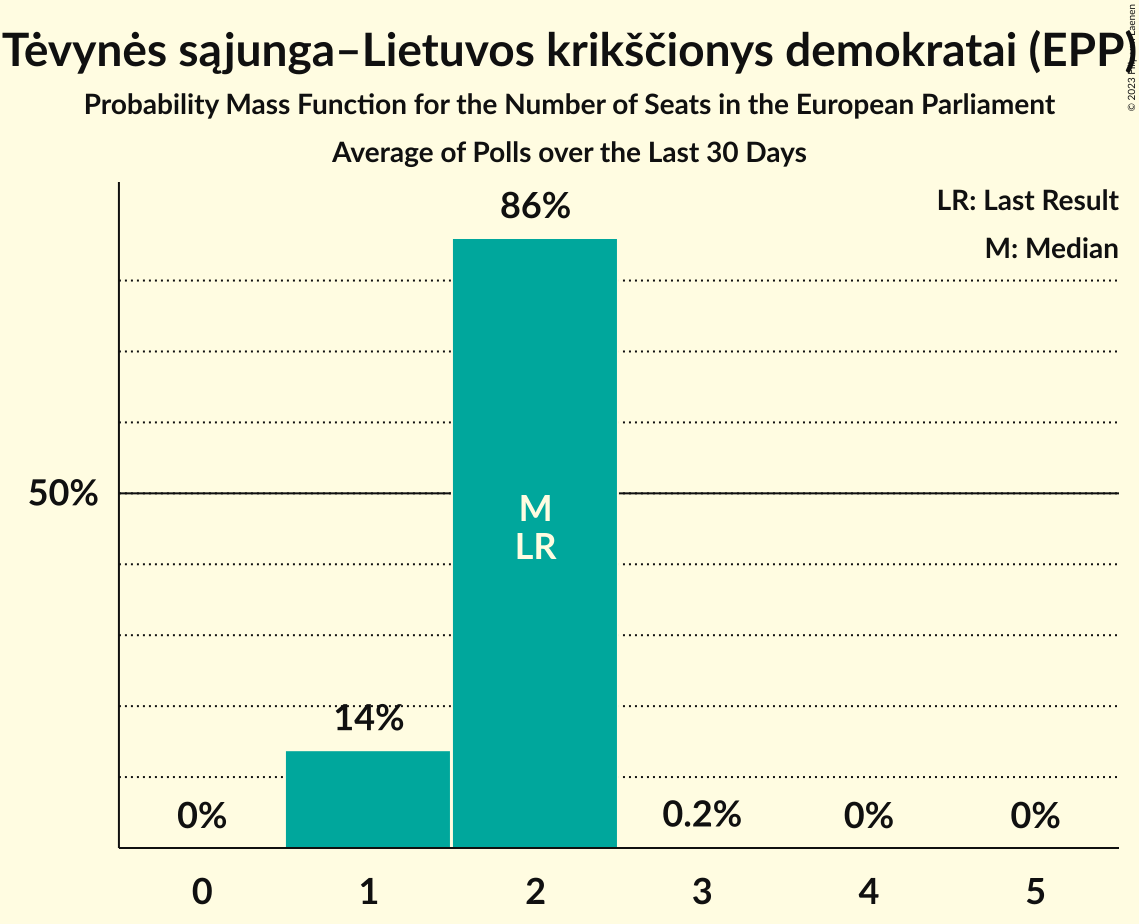 Tėvynės sąjunga–Lietuvos krikščionys demokratai (EPP)
© 2023 Laenen
Probability Mass Function for the Number of Seats in the European Parliament
Average of Polls over the Last 30 Days
LR: Last Result
M: Median
86%
50%
M
LR
14%
0%
0.2%
0%
0%
0 1 2 3 4 5